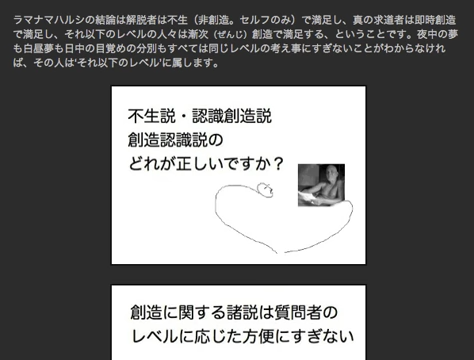 ラマナマハルシの結論は解説者は不生（非創造。セルフのみ）で満足し、真の求道者は即時創造
で満足し、それ以下のレベルの人々は漸次（ぜんじ）創造で満足する、ということです。夜中の夢
も白昼夢も日中の目覚めの分別もすべては同じレベルの考え事にすぎないことがわからなけれ
ば、その人は‘それ以下のレベル’に属します。
不生説・認識創造説
創造認識説の
どれが正しいですか？
創造に関する諸説は質問者の
レベルに応じた方便にすぎない